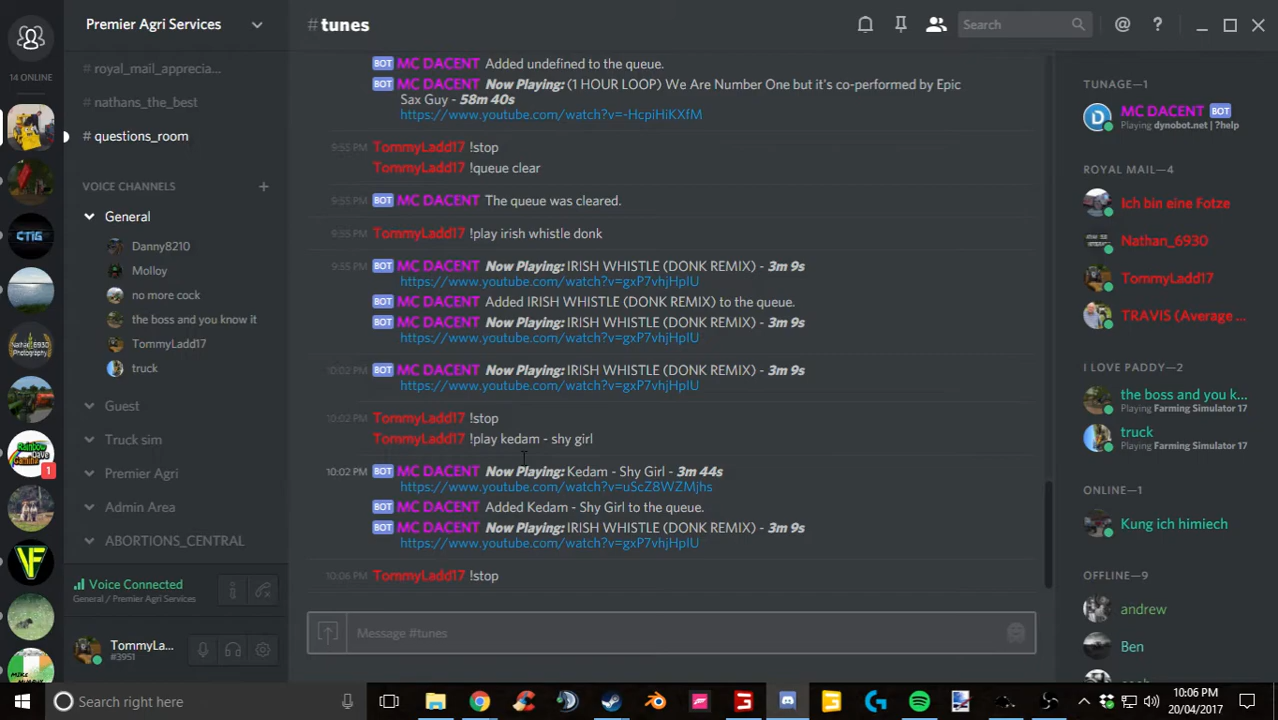 Premier Agri Services
# tunes
Search
14 ONLINE
royal_mail_apprecia...
nathans_the_best
# questions_room
VOICE CHANNELS
General
Danny8210
Molloy
no more cock
the boss and you know it
TommyLadd17
truck
Guest
Truck sim
Premier Agri
Admin Area
ABORTIONS_CENTRAL
Voice Connected
General / Premier Agri Services
TommyLa...
#3951
BOT MC DACENT Added undefined to the queue.
BOT MC DACENT Now Playing: (1 HOUR LOOP) We Are Number One but it's co-performed by Epic
Sax Guy - 58m 40s
https://www.youtube.com/watch?v=-HcpiHiKXfM
9:55 PM TommyLadd17 !stop
TommyLadd17 !queue clear
9:55 PM BOT MC DACENT The queue was cleared.
9:55 PM TommyLadd17 !play irish whistle donk
9:55 PM BOT MC DACENT Now Playing: IRISH WHISTLE (DONK REMIX) - 3m 9s
https://www.youtube.com/watch?v=gxP7vhjHpIU
BOT MC DACENT Added IRISH WHISTLE (DONK REMIX) to the queue.
BOT MC DACENT Now Playing: IRISH WHISTLE (DONK REMIX) - 3m 9s
https://www.youtube.com/watch?v=gxP7vhjHpIU
10:02 PM BOT MC DACENT Now Playing: IRISH WHISTLE (DONK REMIX) - 3m 9s
https://www.youtube.com/watch?v=gxP7vhjHpIU
10:02 PM TommyLadd17 !stop
TommyLadd17 !play kedam - shy girl
10:02 PM BOT MC DACENT Now Playing: Kedam - Shy Girl - 3m 44s
https://www.youtube.com/watch?v=uScZ8WZMjhs
BOT MC DACENT Added Kedam - Shy Girl to the queue.
BOT MC DACENT Now Playing: IRISH WHISTLE (DONK REMIX) - 3m 9s
https://www.youtube.com/watch?v=gxP7vhjHpIU
10:06 PM TommyLadd17 !stop
Message #tunes
TUNAGE—1
MC DACENT BOT
Playing dynobot.net | ?help
ROYAL MAIL—4
Ich bin eine Fotze
Nathan_6930
TommyLadd17
TRAVIS (Average ...
I LOVE PADDY—2
the boss and you k...
Playing Farming Simulator 17
truck
Playing Farming Simulator 17
ONLINE—1
Kung ich himiech
OFFLINE—9
andrew
Ben
Search right here
10:06 PM
20/04/2017